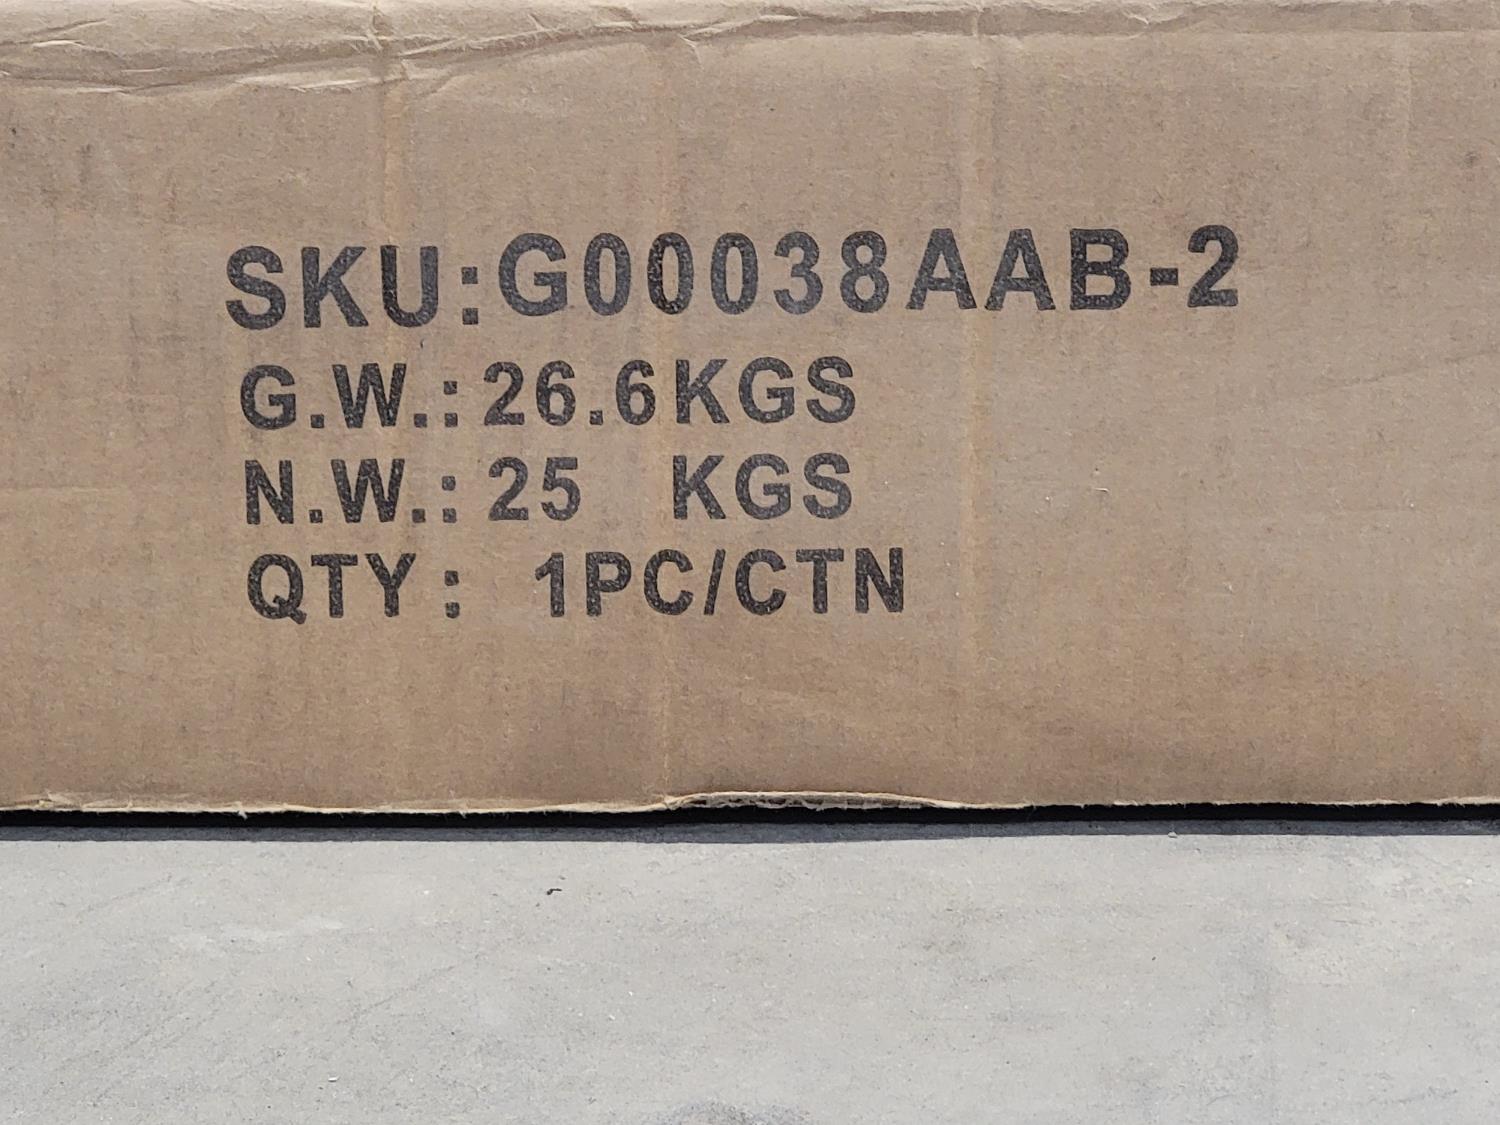 SKU:G00038AAB-2
G.W.:26.6KGS
N.W.:25 KGS
QTY: 1PC/CTN